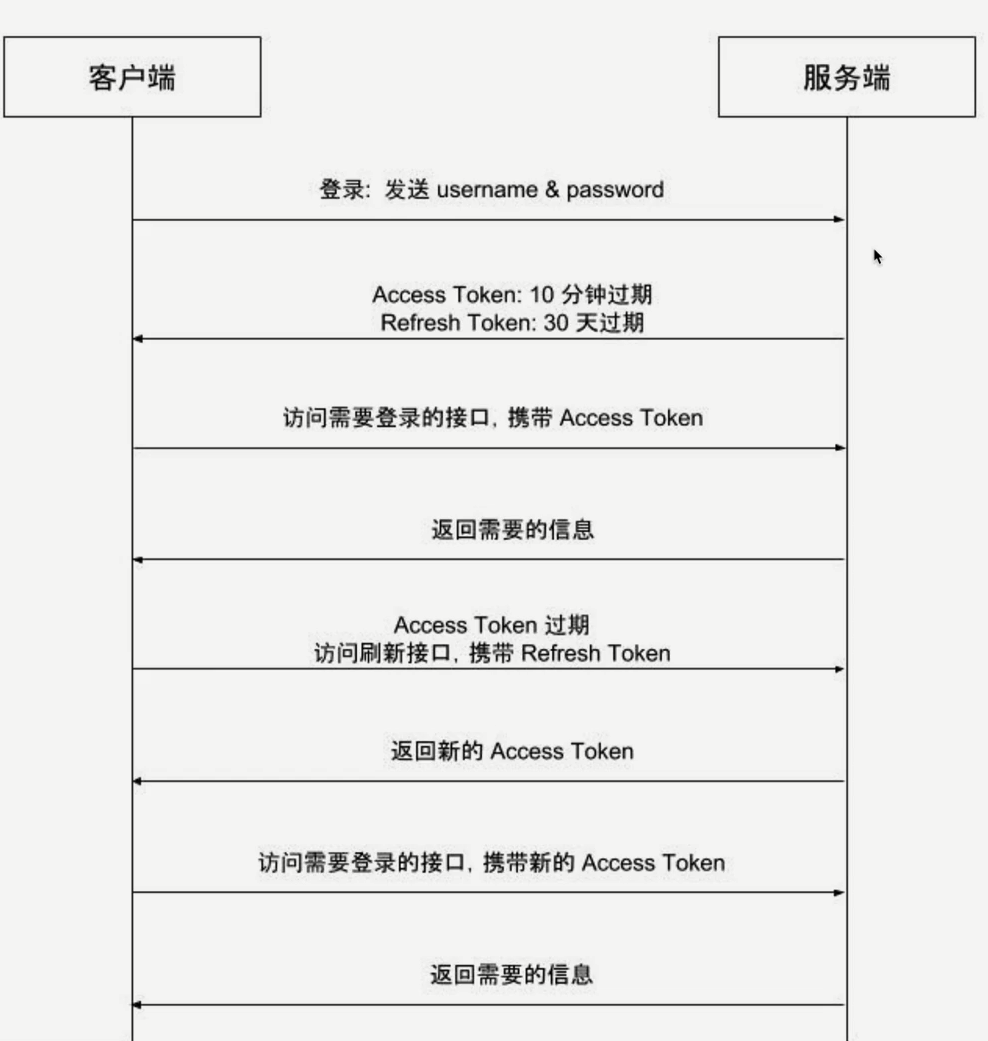 客户端
服务端
登录: 发送 username & password
Access Token: 10 分钟过期
Refresh Token: 30 天过期
访问需要登录的接口, 携带 Access Token
返回需要的信息
Access Token 过期
访问刷新接口, 携带 Refresh Token
返回新的 Access Token
访问需要登录的接口, 携带新的 Access Token
返回需要的信息